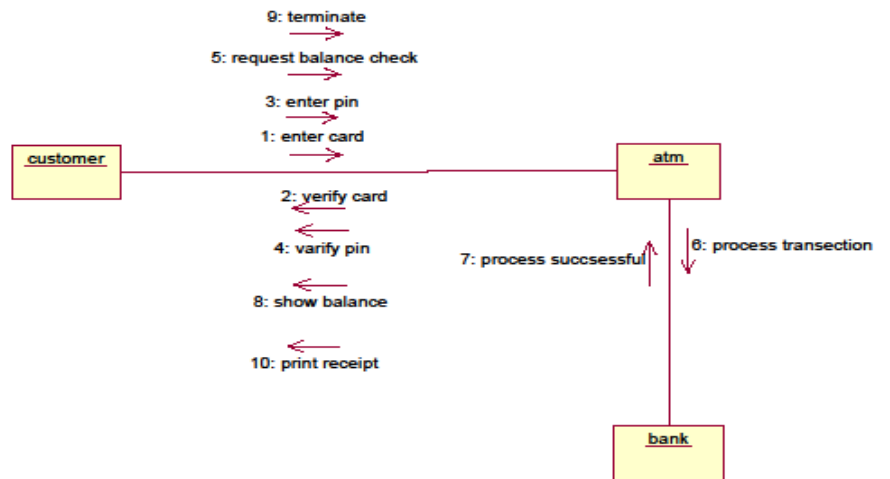 9: terminate
5: request balance check
3: enter pin
1: enter card
customer
atm
2: verify card
4: varify pin
7: process succsessful
6: process transection
8: show balance
10: print receipt
bank